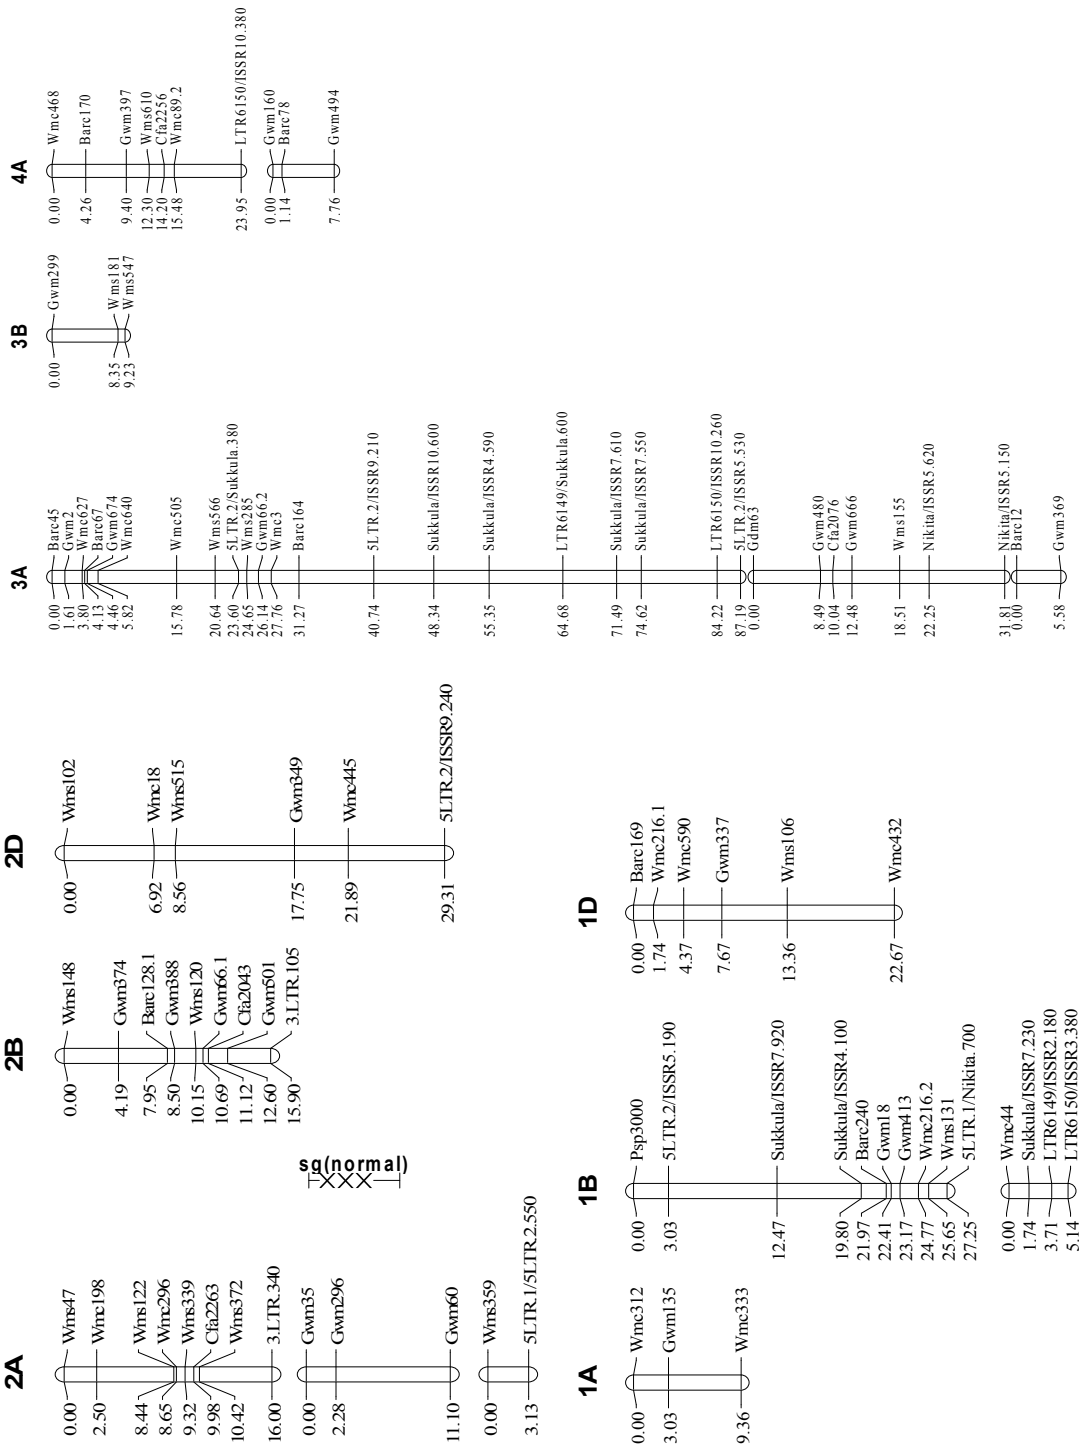 2A
0.00 Wms47
2.50 Wmc198
8.44 Wms122
8.65 Wmc296
9.32 Wms339
9.98 Cfa2263
10.42 Wms372
16.00 3.LTR.340
0.00 Gwm35
2.28 Gwm296
11.10 Gwm60
0.00 Wms359
3.13 5LTR.1/5LTR.2.550
sq(normal)
2B
0.00 Wms148
4.19 Gwm374
7.95 Barc128.1
8.50 Gwm388
10.15 Wms120
10.69 Gwm66.1
11.12 Cfa2043
12.60 Gwm501
15.90 3.LTR.105
2D
0.00 Wms102
6.92 Wmc18
8.56 Wms515
17.75 Gwm349
21.89 Wmc445
29.31 5LTR.2/ISSR9.240
3A
0.00 Barc45
1.61 Gwm2
3.80 Wmc627
4.13 Barc67
4.46 Gwm674
5.82 Wmc640
15.78 Wmc505
20.64 Wms566
23.60 5LTR.2/Sukkula.380
24.65 Wms285
26.14 Gwm66.2
27.76 Wmc3
31.27 Barc164
40.74 5LTR.2/ISSR9.210
48.34 Sukkula/ISSR10.600
55.35 Sukkula/ISSR4.590
64.68 LTR6149/Sukkula.600
71.49 Sukkula/ISSR7.610
74.62 Sukkula/ISSR7.550
84.22 LTR6150/ISSR10.260
87.19 5LTR.2/ISSR5.530
0.00 Gdm63
8.49 Gwm480
10.04 Cfa2076
12.48 Gwm666
18.51 Wms155
22.25 Nikita/ISSR5.620
31.81 Nikita/ISSR5.150
0.00 Barc12
5.58 Gwm369
3B
0.00 Gwm299
8.35 Wms181
9.23 Wms547
4A
0.00 Wmc468
4.26 Barc170
9.40 Gwm397
12.30 Wms610
14.20 Cfa2256
15.48 Wmc89.2
23.95 LTR6150/ISSR10.380
0.00 Gwm160
1.14 Barc78
7.76 Gwm494
1A
0.00 Wmc312
3.03 Gwm135
9.36 Wmc333
1B
0.00 Psp3000
3.03 5LTR.2/ISSR5.190
12.47 Sukkula/ISSR7.920
19.80 Sukkula/ISSR4.100
21.97 Barc240
22.41 Gwm18
23.17 Gwm413
24.77 Wmc216.2
25.65 Wms131
27.25 5LTR.1/Nikita.700
0.00 Wmc44
1.74 Sukkula/ISSR7.230
3.71 LTR6149/ISSR2.180
5.14 LTR6150/ISSR3.380
1D
0.00 Barc169
1.74 Wmc216.1
4.37 Wmc590
7.67 Gwm337
13.36 Wms106
22.67 Wmc432